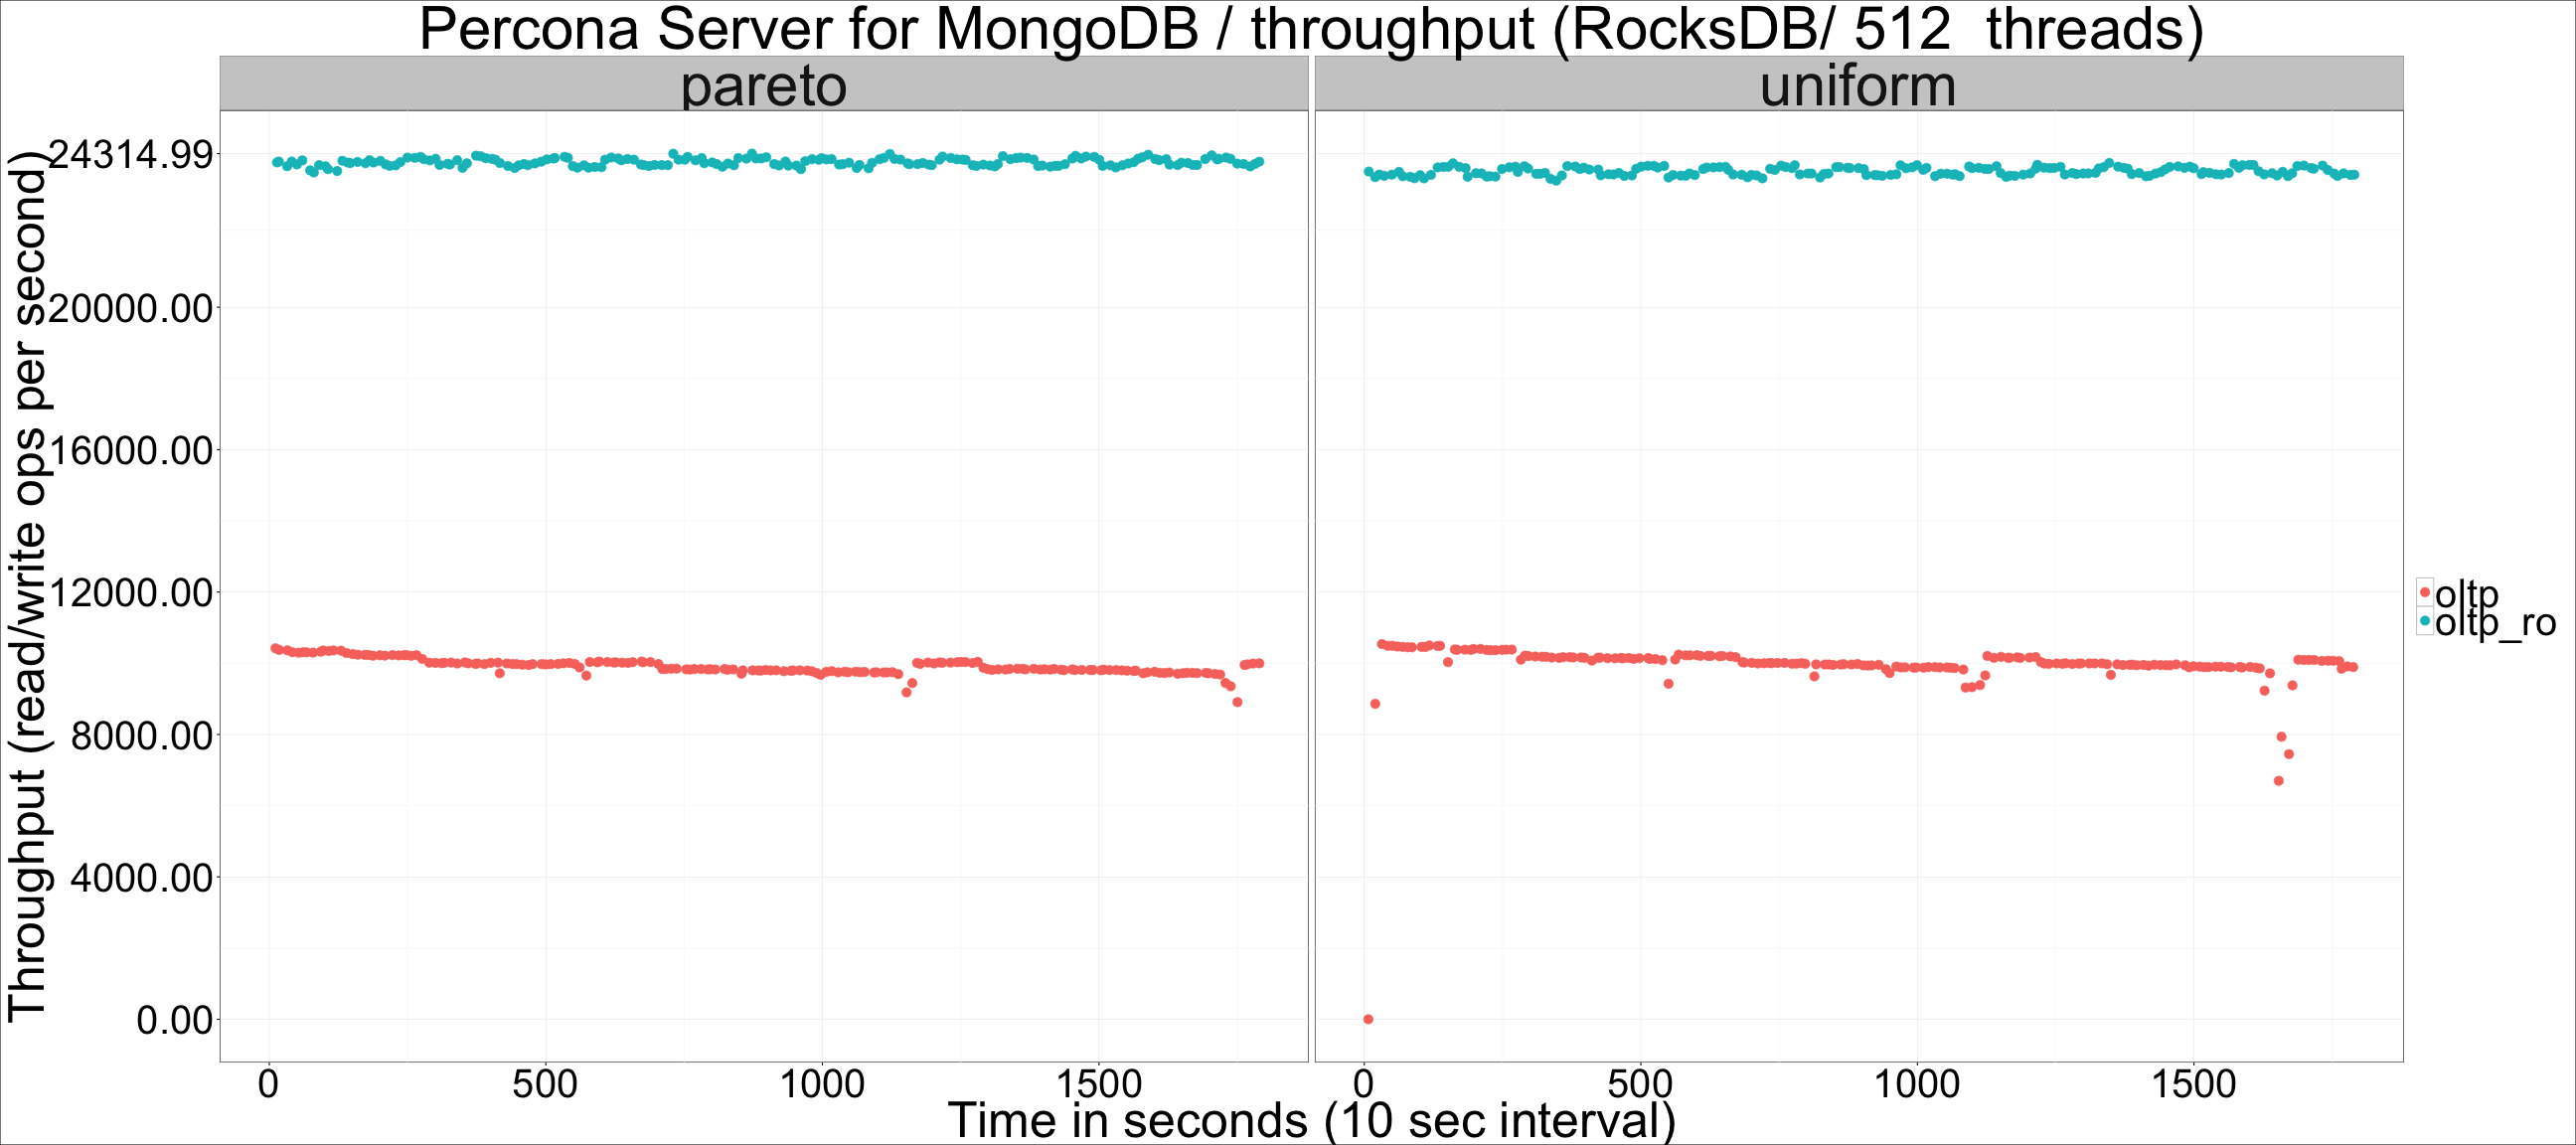 Percona Server for MongoDB / throughput (RocksDB/ 512  threads)
pareto
uniform
Throughput (read/write ops per second)
24314.99
20000.00
16000.00
12000.00
8000.00
4000.00
0.00
0 500 1000 1500
0 500 1000 1500
Time in seconds (10 sec interval)
oltp
oltp_ro